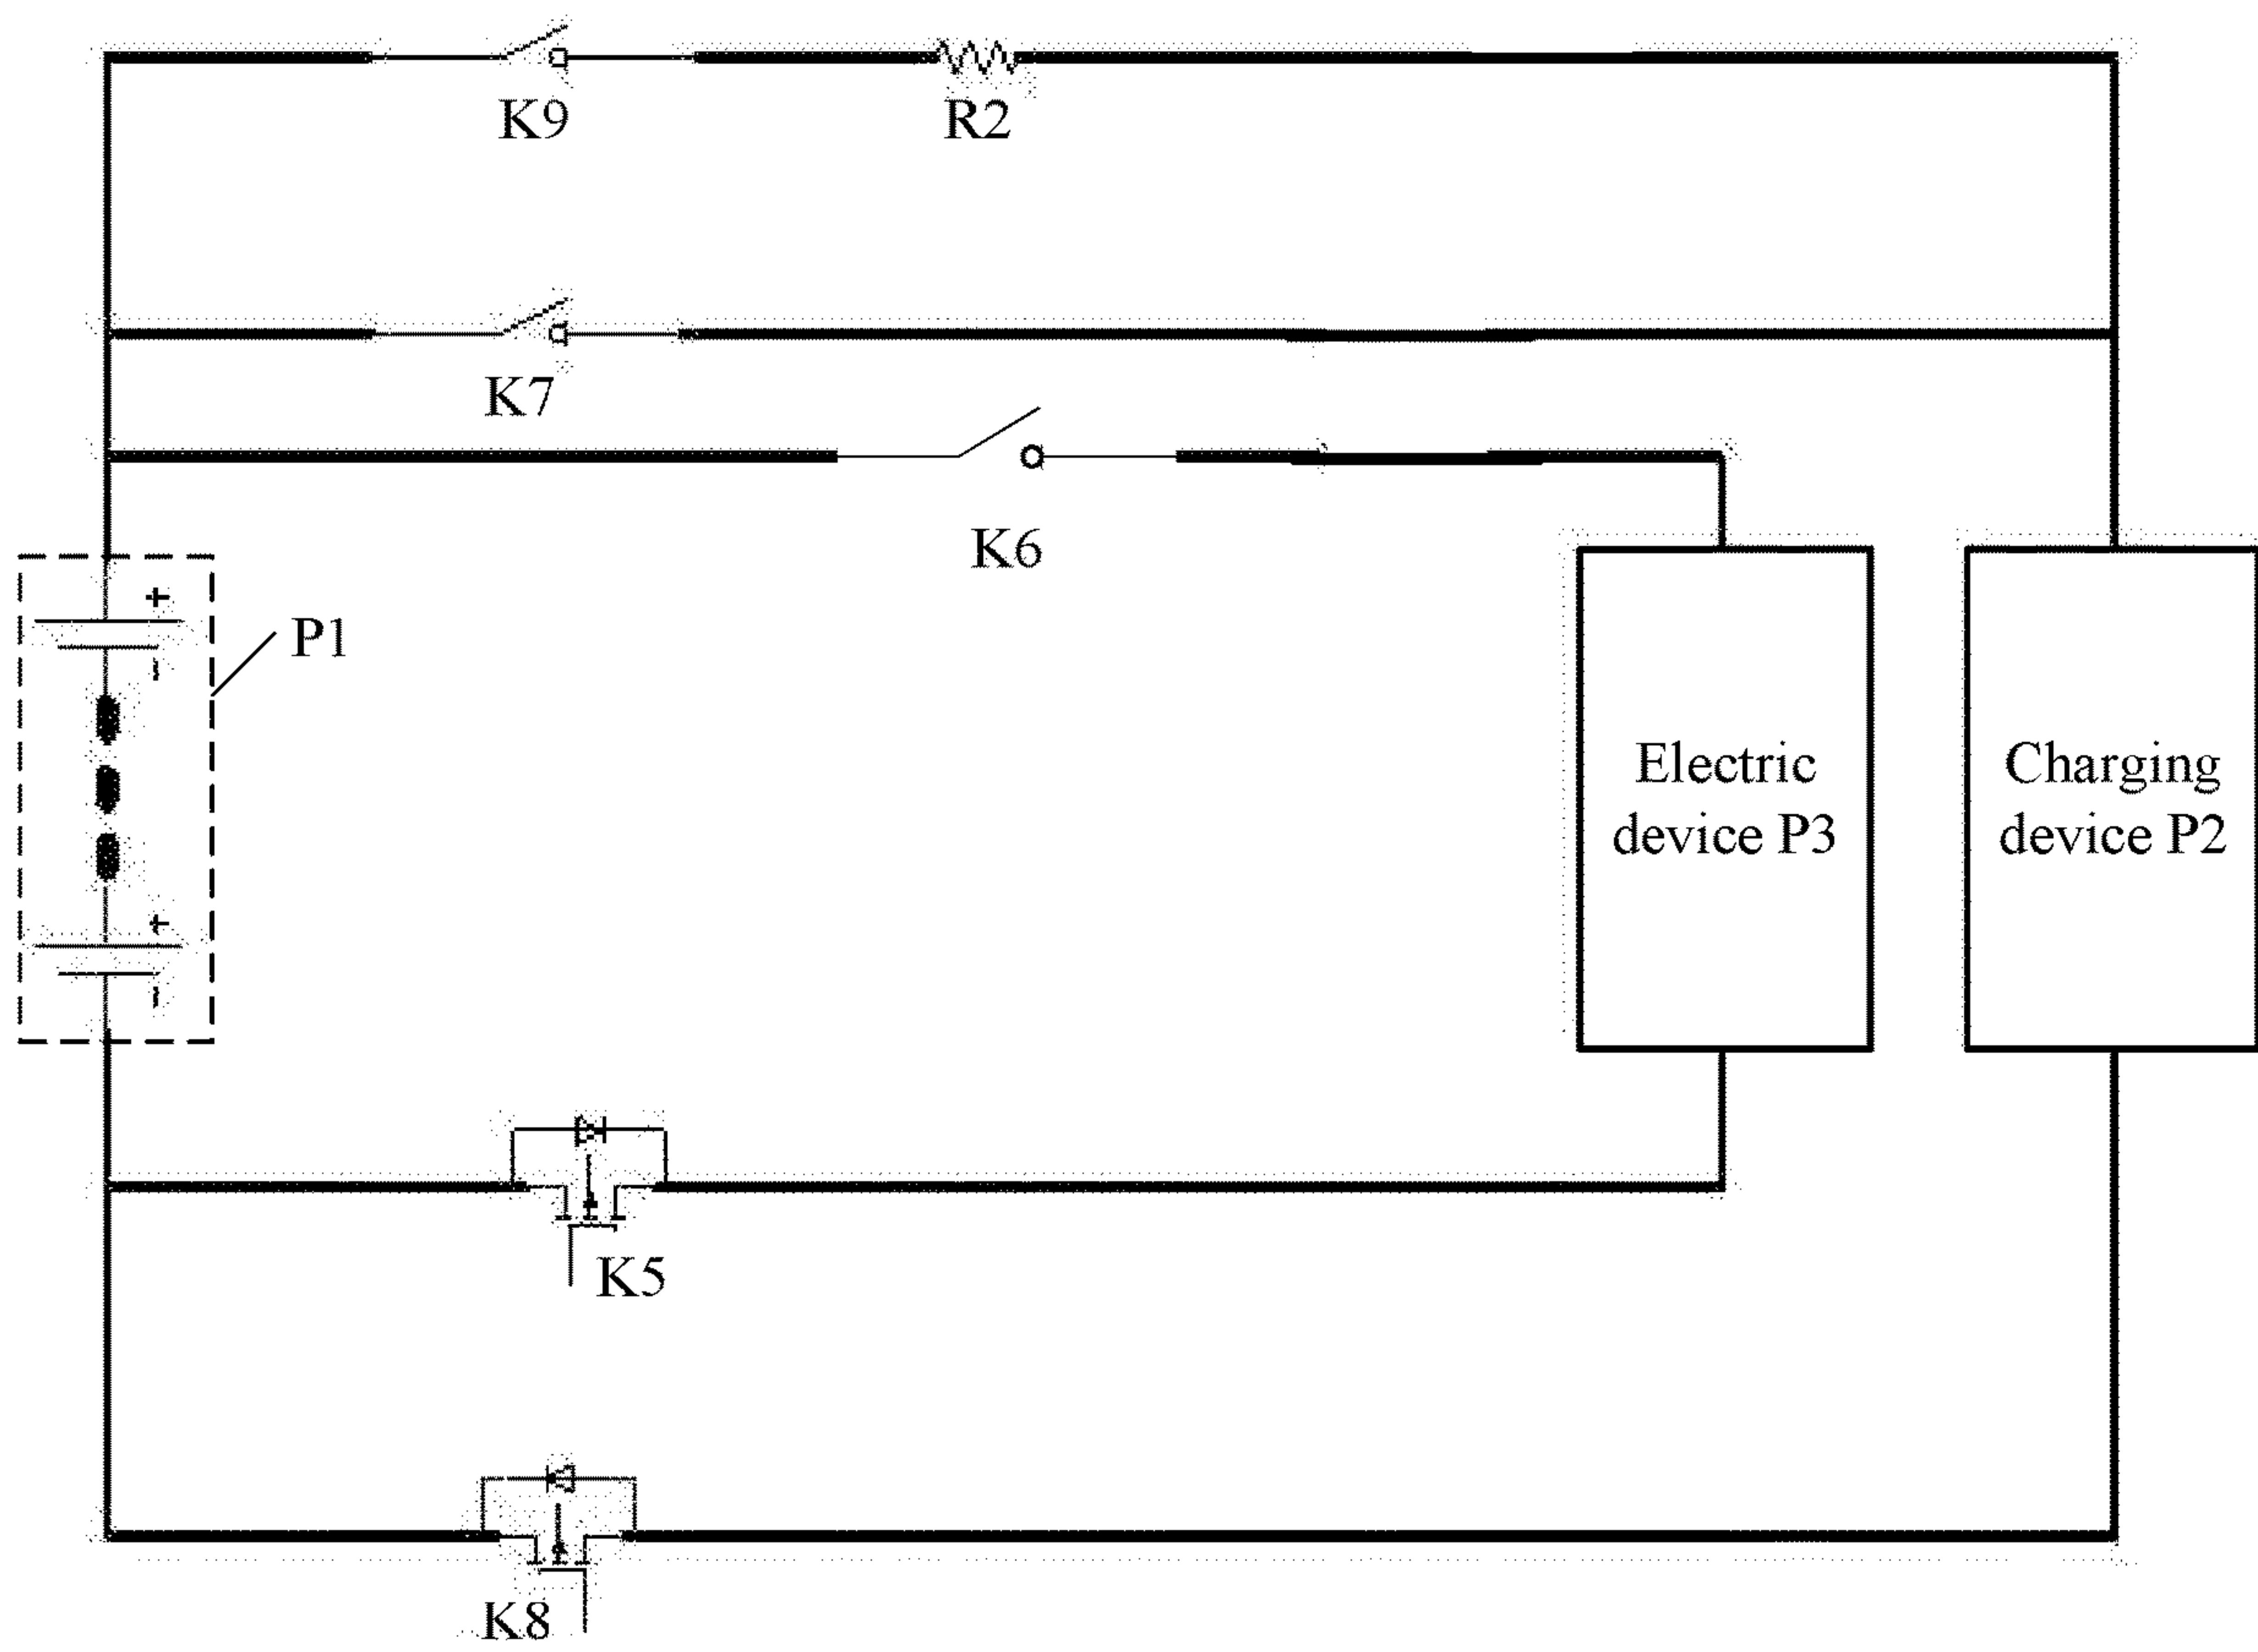 K9
R2
K7
K6
+
-
P1
Electric
device P3
Charging
device P2
+
-
K5
K8